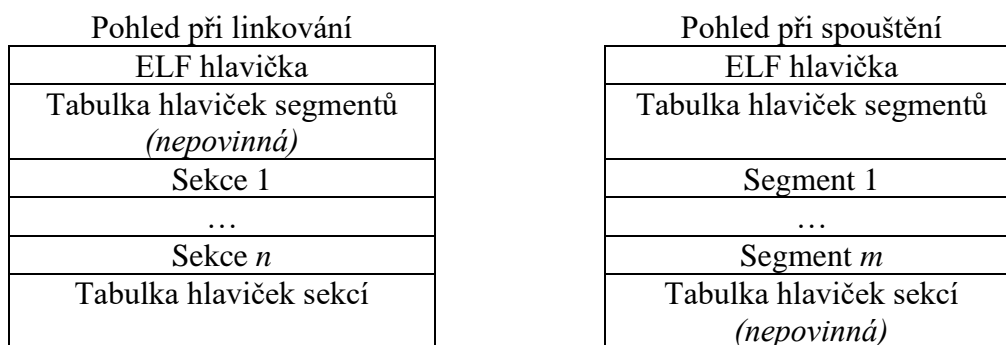 Pohled při linkování
ELF hlavička
Tabulka hlaviček segmentů
(nepovinná)
Sekce 1
…
Sekce n
Tabulka hlaviček sekcí
Pohled při spouštění
ELF hlavička
Tabulka hlaviček segmentů
Segment 1
…
Segment m
Tabulka hlaviček sekcí
(nepovinná)